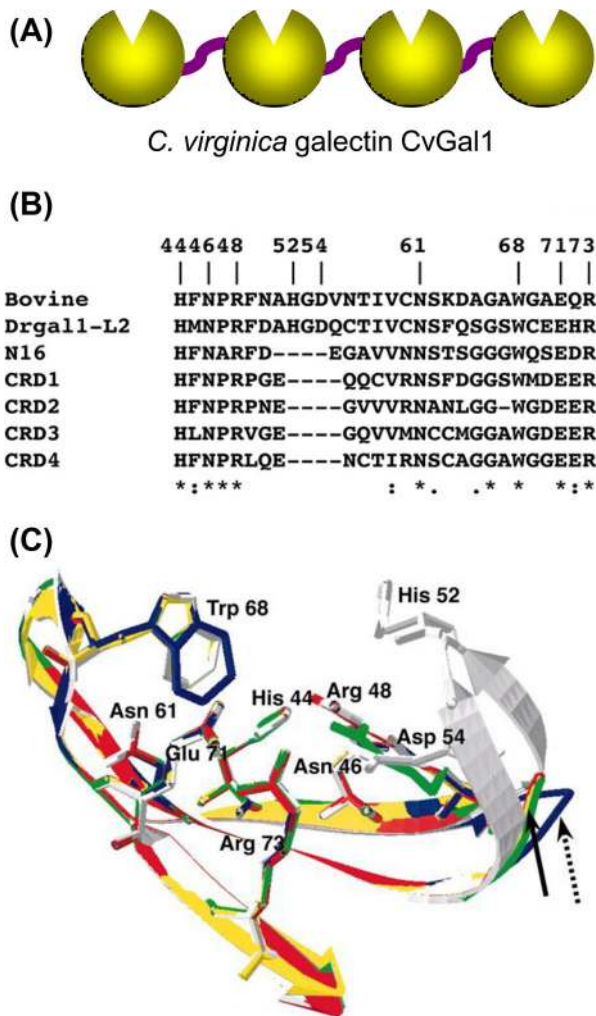 (A)
C. virginica galectin CvGal1
(B)
444648 5254 61 68 7173
Bovine HFNPRFNAHGDVNTIVCNSKDAGAWGAEQR
Drgal1-L2 HMNPRFDAHGDQCTIVCNSFQSGSWCEEHR
N16 HFNARFD----EGAVVNNSTSGGGWQSEDR
CRD1 HFNPRPGE----QQCVRNSFDGGSWMDEER
CRD2 HFNPRPNE----GVVVRNANLGG-WGDEER
CRD3 HLNPRVGE----GQVVMNCCMGGAWGDEER
CRD4 HFNPRLQE----NCTIRNSCAGGAWGGEER
*:*** : *. .* * *:*
(C)
His 52
Trp 68
His 44 Arg 48
Asn 61
Asp 54
Glu 71
Asn 46
Arg 73